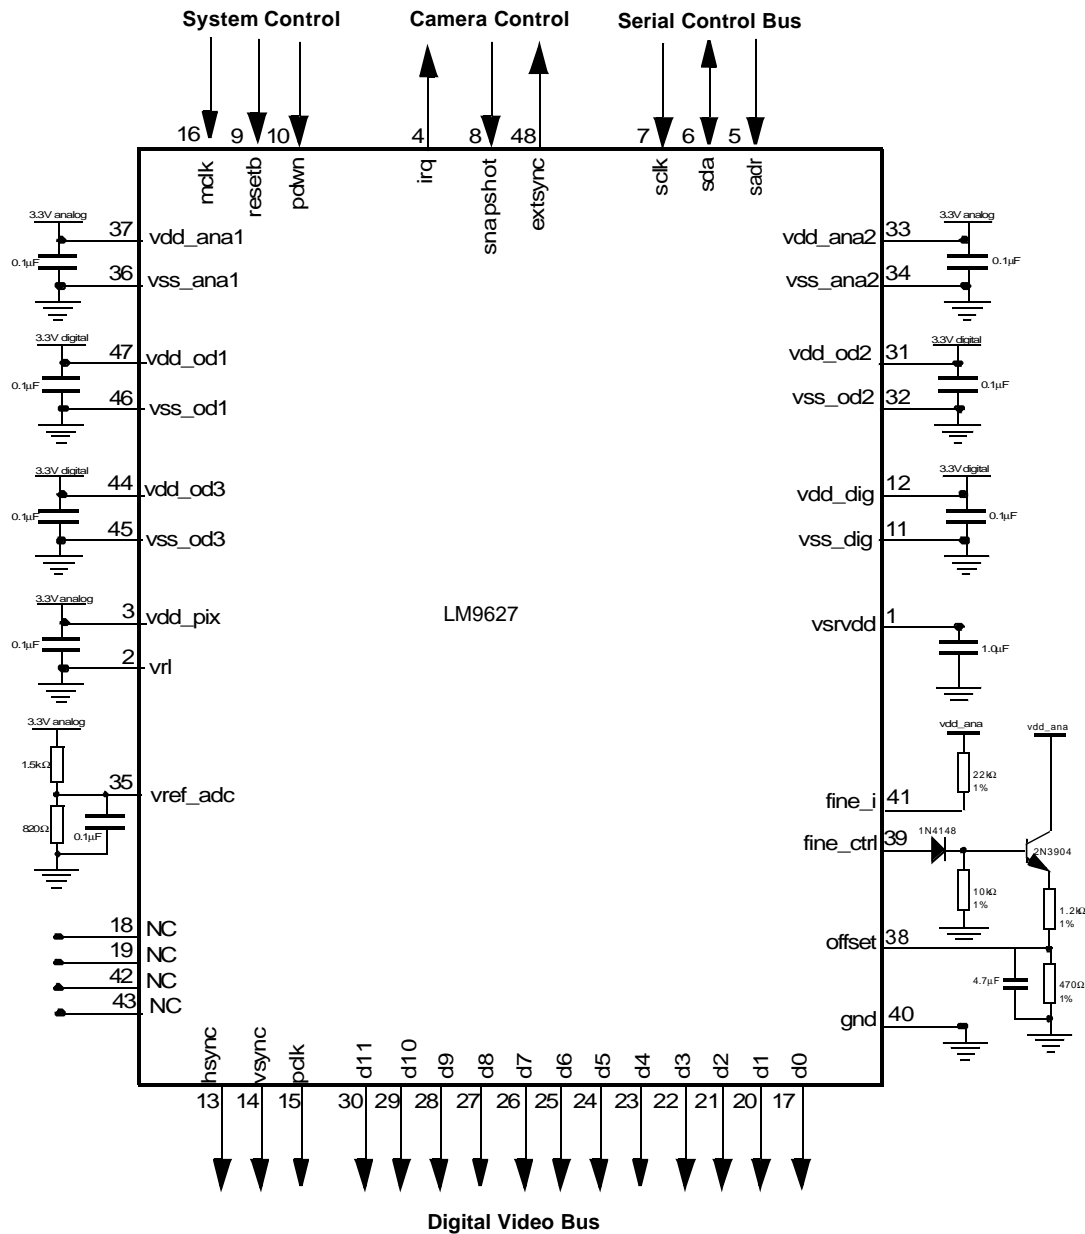 System Control
Camera Control
Serial Control Bus
16
9
10
4
8
48
7
6
5
mclk
resetb
pdwn
irq
snapshot
extsync
sclk
sda
sadr
3.3V analog
37
vdd_ana1
0.1µF
36
vss_ana1
3.3V digital
47
vdd_od1
0.1µF
46
vss_od1
3.3V digital
44
vdd_od3
0.1µF
45
vss_od3
3.3V analog
3
vdd_pix
0.1µF
2
vrl
3.3V analog
1.5kΩ
35
vref_adc
820Ω
0.1µF
18
NC
19
NC
42
NC
43
NC
LM9627
3.3V analog
vdd_ana2
33
0.1µF
vss_ana2
34
3.3V digital
vdd_od2
31
0.1µF
vss_od2
32
3.3V digital
vdd_dig
12
0.1µF
vss_dig
11
vsrvdd
1
1.0µF
vdd_ana
vdd_ana
22kΩ
1%
fine_i
41
fine_ctrl
39
1N4148
2N3904
10kΩ
1%
1.2kΩ
1%
offset
38
4.7µF
470Ω
1%
gnd
40
hsync
vsync
pclk
d11
d10
d9
d8
d7
d6
d5
d4
d3
d2
d1
d0
13
14
15
30
29
28
27
26
25
24
23
22
21
20
17
Digital Video Bus